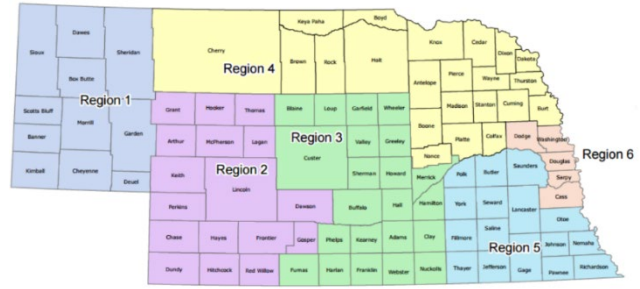 Sioux
Dawes
Sheridan
Box Butte
Scotts Bluff
Morrill
Garden
Banner
Kimball
Cheyenne
Deuel
Region 1
Cherry
Keya Paha
Boyd
Brown
Rock
Holt
Region 4
Knox
Cedar
Dixon
Dakota
Antelope
Pierce
Wayne
Thurston
Madison
Stanton
Cuming
Burt
Boone
Platte
Colfax
Nance
Grant
Hooker
Thomas
Arthur
McPherson
Logan
Keith
Lincoln
Region 2
Perkins
Dawson
Chase
Hayes
Frontier
Gosper
Dundy
Hitchcock
Red Willow
Blaine
Loup
Garfield
Wheeler
Region 3
Custer
Valley
Greeley
Sherman
Howard
Merrick
Buffalo
Hall
Hamilton
Phelps
Kearney
Adams
Clay
Furnas
Harlan
Franklin
Webster
Nuckolls
Dodge
Washington
Douglas
Region 6
Sarpy
Cass
Polk
Butler
Saunders
York
Seward
Lancaster
Otoe
Fillmore
Saline
Region 5
Johnson
Nemaha
Thayer
Jefferson
Gage
Pawnee
Richardson